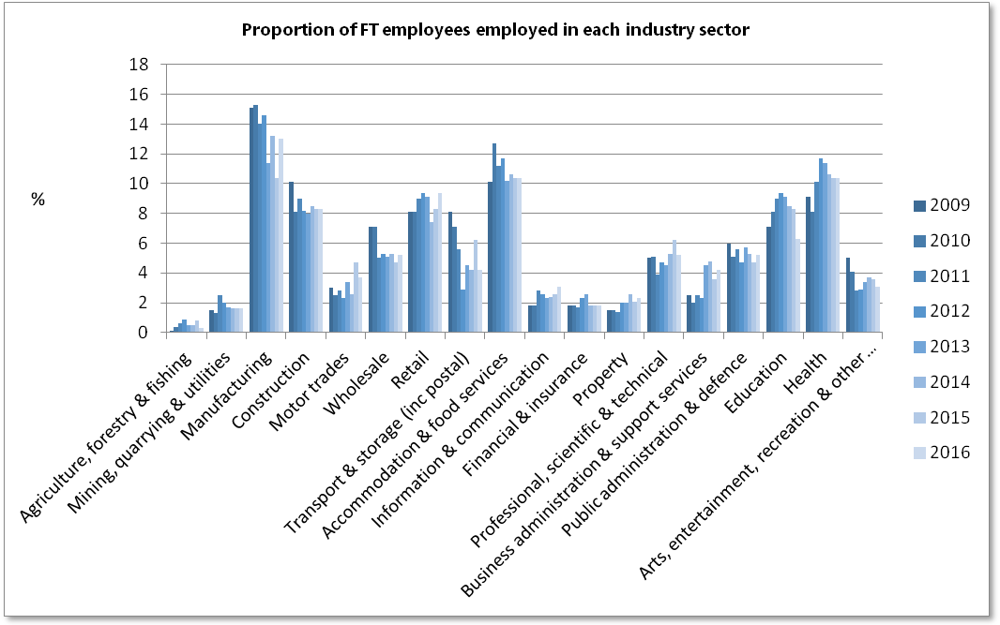 Proportion of FT employees employed in each industry sector
18
16
14
12
10
8
6
4
2
0
%
Agriculture, forestry & fishing
Mining, quarrying & utilities
Manufacturing
Construction
Motor trades
Wholesale
Retail
Transport & storage (inc postal)
Accommodation & food services
Information & communication
Financial & insurance
Property
Professional, scientific & technical
Business administration & support services
Public administration & defence
Education
Health
Arts, entertainment, recreation & other...
2009
2010
2011
2012
2013
2014
2015
2016